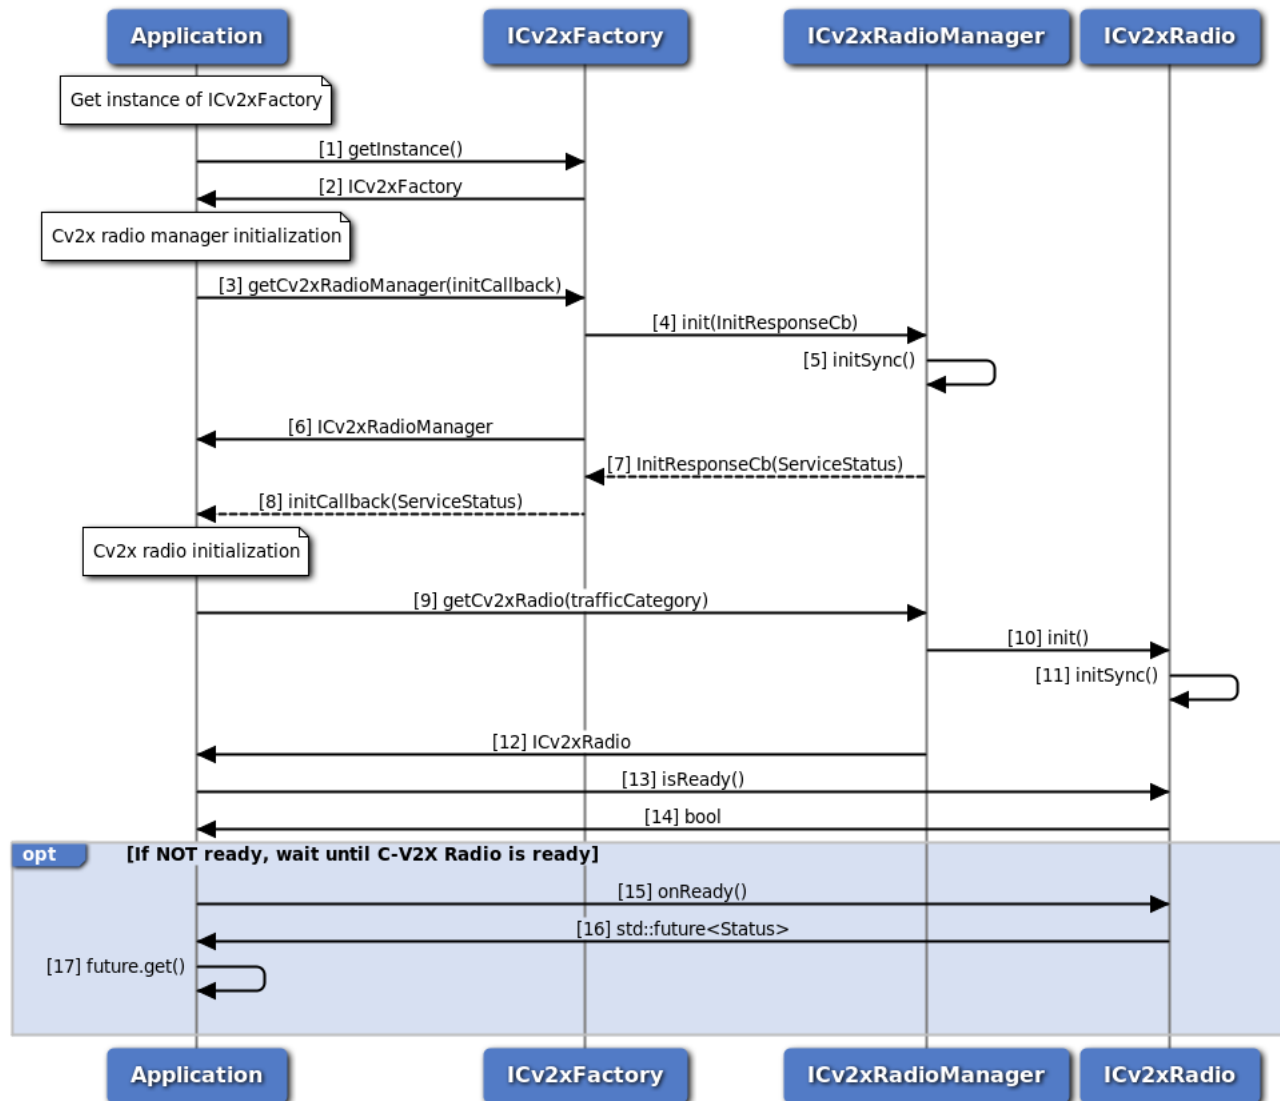 Application
ICv2xFactory
ICv2xRadioManager
ICv2xRadio
Get instance of ICv2xFactory
[1] getInstance()
[2] ICv2xFactory
Cv2x radio manager initialization
[3] getCv2xRadioManager(initCallback)
[4] init(InitResponseCb)
[5] initSync()
[6] ICv2xRadioManager
[7] InitResponseCb(ServiceStatus)
[8] initCallback(ServiceStatus)
Cv2x radio initialization
[9] getCv2xRadio(trafficCategory)
[10] init()
[11] initSync()
[12] ICv2xRadio
[13] isReady()
[14] bool
opt
[If NOT ready, wait until C-V2X Radio is ready]
[15] onReady()
[16] std::future<Status>
[17] future.get()
Application
ICv2xFactory
ICv2xRadioManager
ICv2xRadio